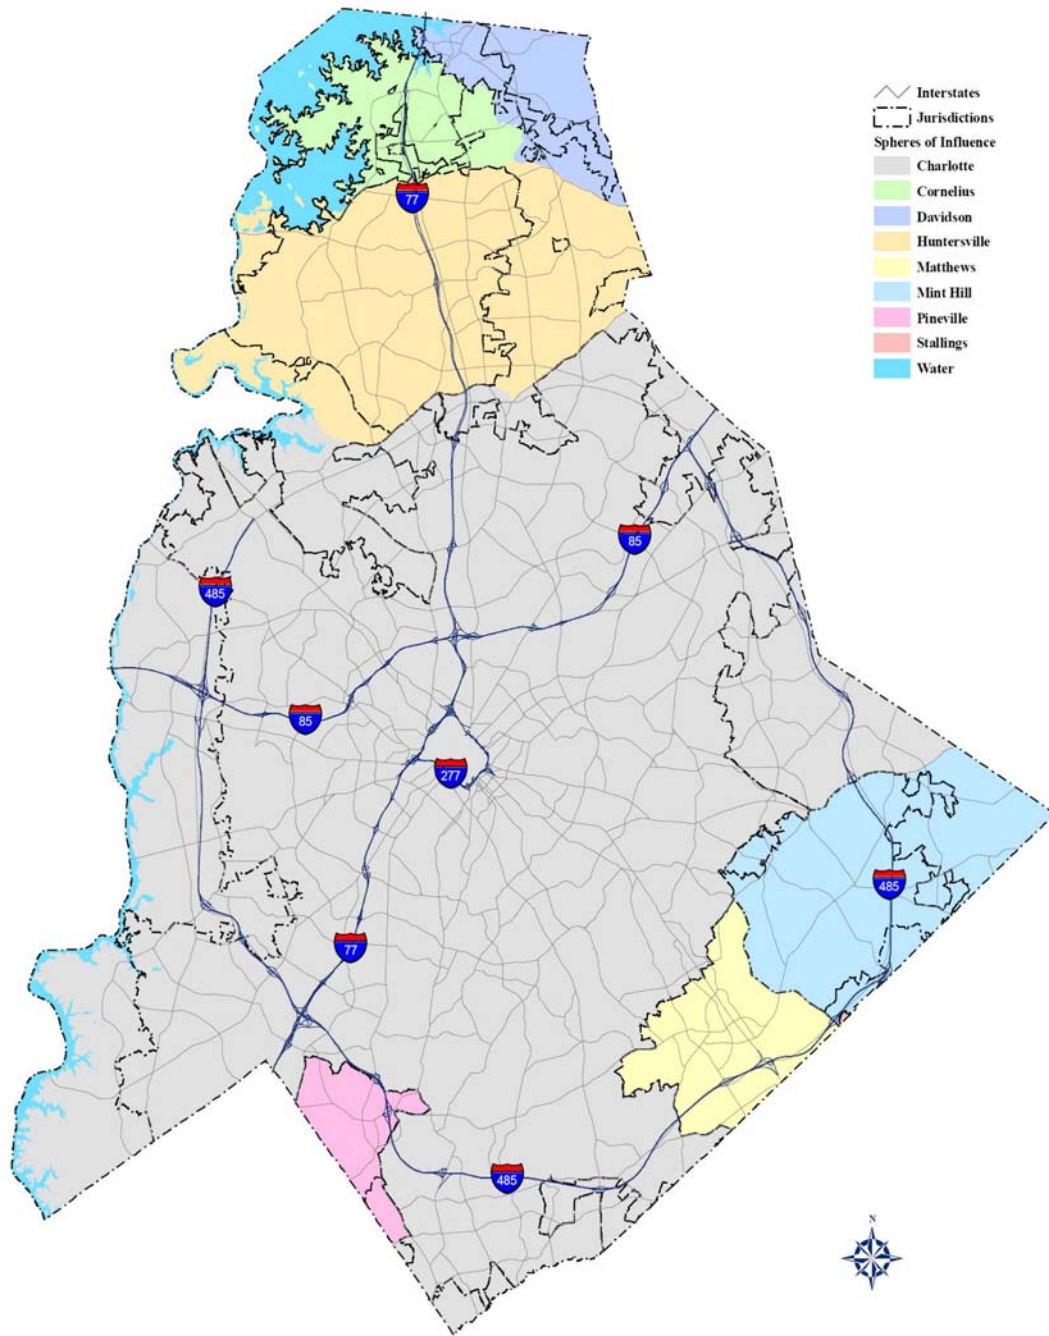 Interstates
Jurisdictions
Spheres of Influence
Charlotte
Cornelius
Davidson
Huntersville
Matthews
Mint Hill
Pineville
Stallings
Water
77
85
485
85
277
485
77
485
N